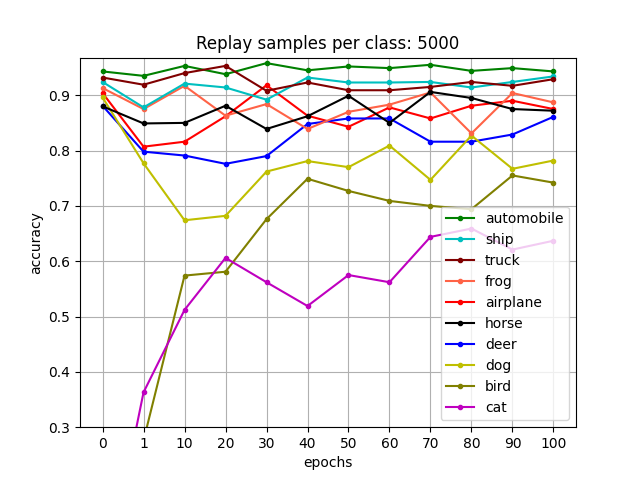 Replay samples per class: 5000
accuracy
0.9
0.8
0.7
0.6
0.5
0.4
0.3
automobile
ship
truck
frog
airplane
horse
deer
dog
bird
cat
0 1 10 20 30 40 50 60 70 80 90 100
epochs